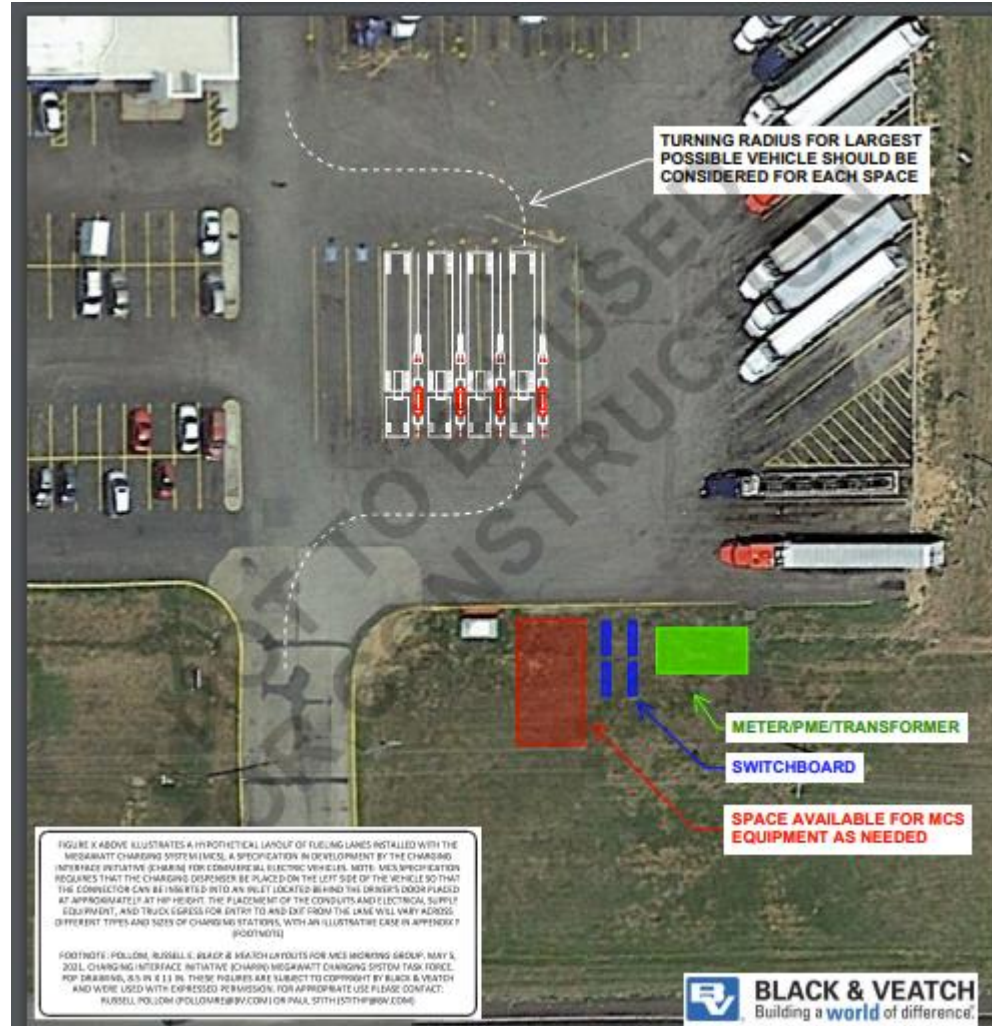 TURNING RADIUS FOR LARGEST
POSSIBLE VEHICLE SHOULD BE
CONSIDERED FOR EACH SPACE
NOT TO BE USED
FOR CONSTRUCTION
METER/PME/TRANSFORMER
SWITCHBOARD
SPACE AVAILABLE FOR MCS
EQUIPMENT AS NEEDED
FIGURE X ABOVE ILLUSTRATES A HYPOTHETICAL LAYOUT OF FUELING LANES INSTALLED WITH THE
MEGAWATT CHARGING SYSTEM (MCS), A SPECIFICATION IN DEVELOPMENT BY THE CHARGING
INTERFACE INITIATIVE (CHARIN) FOR COMMERCIAL ELECTRIC VEHICLES. NOTE: MCS SPECIFICATION
REQUIRES THAT THE CHARGING DISPENSER BE PLACED ON THE LEFT SIDE OF THE VEHICLE SO THAT
THE CONNECTOR CAN BE INSERTED INTO AN INLET LOCATED BEHIND THE DRIVER'S DOOR PLACED
AT APPROXIMATELY AT HIP HEIGHT. THE PLACEMENT OF THE CONDUITS AND ELECTRICAL SUPPLY
EQUIPMENT, AND TRUCK EGRESS FOR ENTRY TO AND EXIT FROM THE LANE WILL VARY ACROSS
DIFFERENT TYPES AND SIZES OF CHARGING STATIONS, WITH AN ILLUSTRATIVE CASE IN APPENDIX ?
(FOOTNOTE)
FOOTNOTE: POLLOM, RUSSELL E. BLACK & VEATCH LAYOUTS FOR MCS WORKING GROUP. MAY 5,
2021. CHARGING INTERFACE INITIATIVE (CHARIN) MEGAWATT CHARGING SYSTEM TASK FORCE.
PDF DRAWING, 8.5 IN X 11 IN. THESE FIGURES ARE SUBJECT TO COPYRIGHT BY BLACK & VEATCH
AND WERE USED WITH EXPRESSED PERMISSION. FOR APPROPRIATE USE PLEASE CONTACT:
RUSSELL POLLOM (POLLOMRE@BV.COM) OR PAUL STITH (STITHP@BV.COM)
BV
BLACK & VEATCH
Building a world of difference.